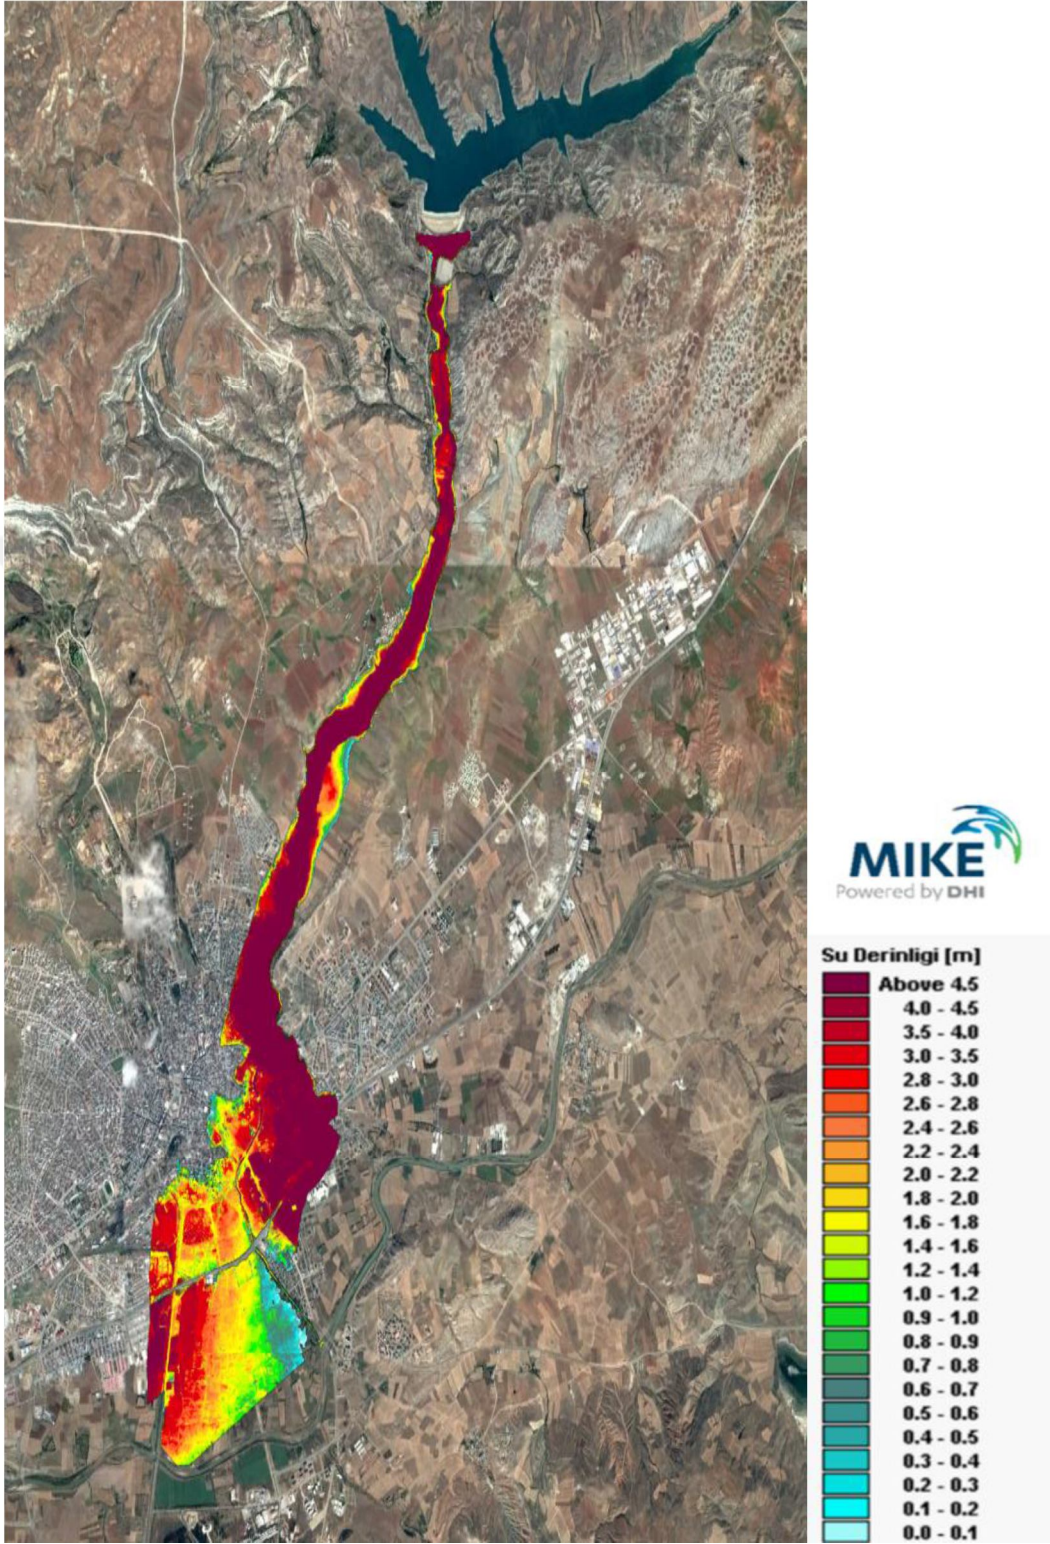 MIKE
Powered by DHI
Su Derinligi [m]
Above 4.5
4.0 - 4.5
3.5 - 4.0
3.0 - 3.5
2.8 - 3.0
2.6 - 2.8
2.4 - 2.6
2.2 - 2.4
2.0 - 2.2
1.8 - 2.0
1.6 - 1.8
1.4 - 1.6
1.2 - 1.4
1.0 - 1.2
0.9 - 1.0
0.8 - 0.9
0.7 - 0.8
0.6 - 0.7
0.5 - 0.6
0.4 - 0.5
0.3 - 0.4
0.2 - 0.3
0.1 - 0.2
0.0 - 0.1